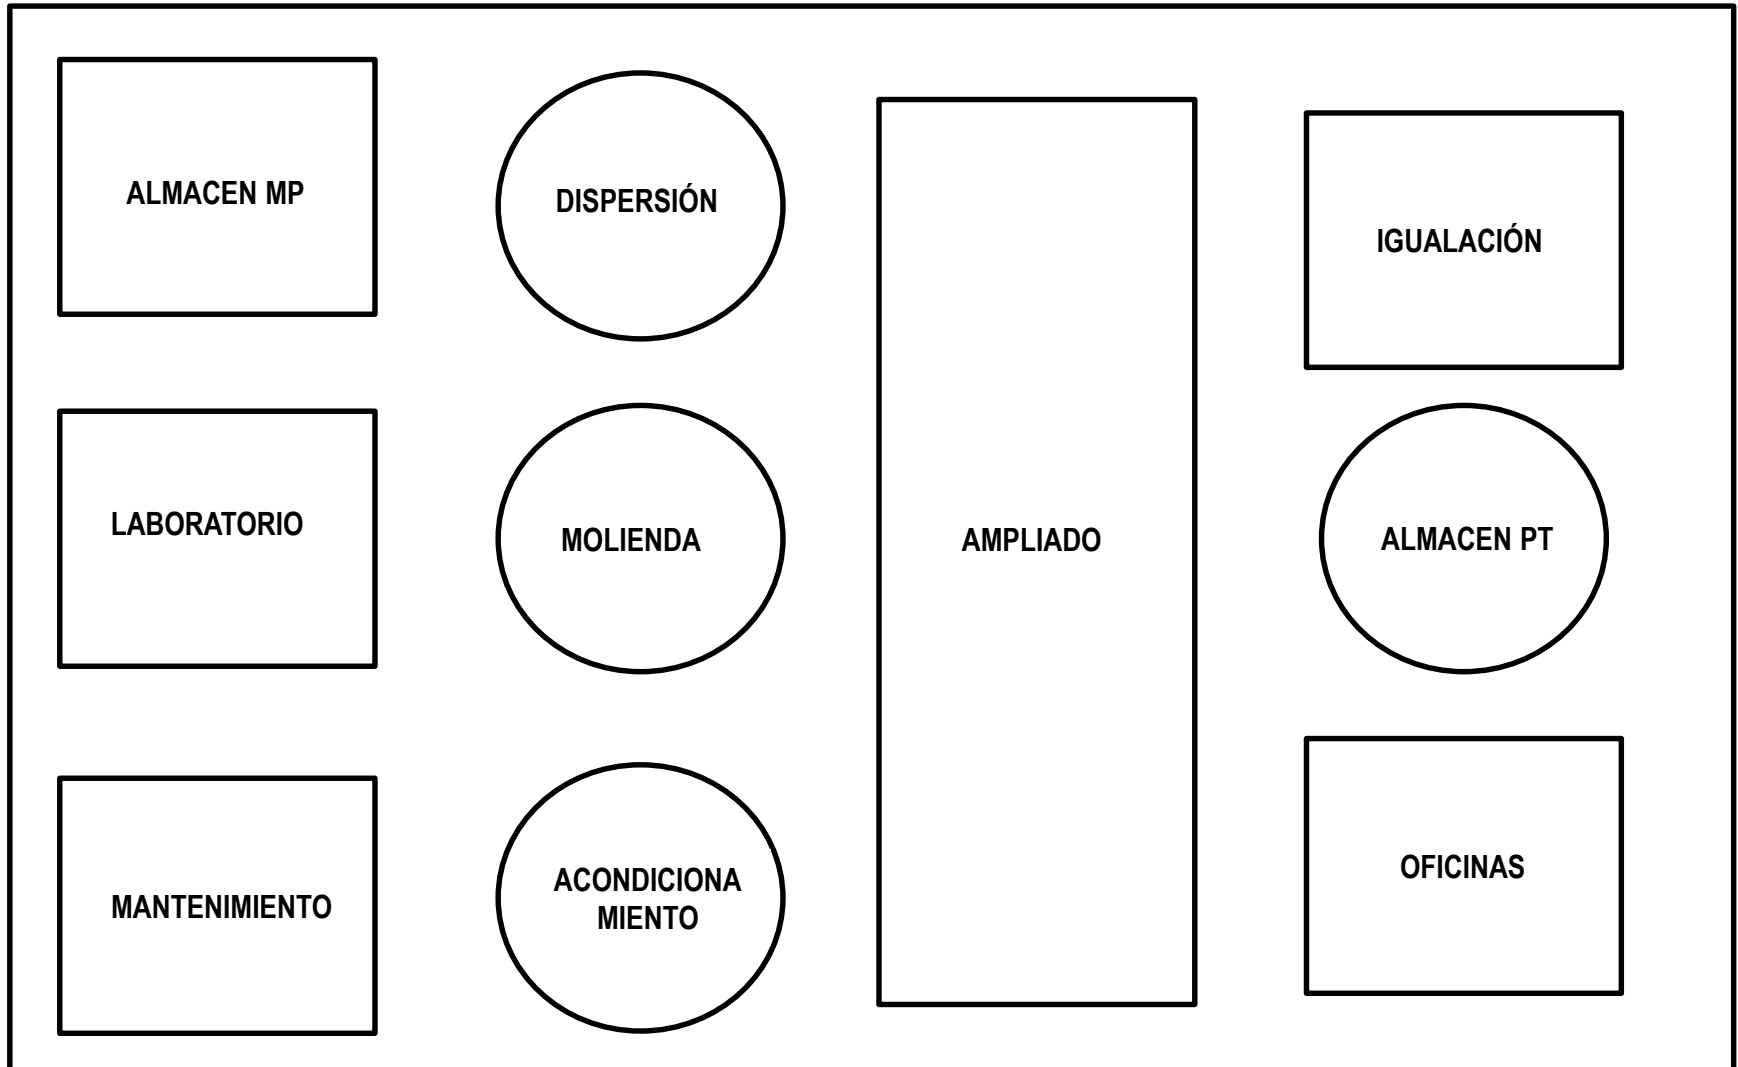 ALMACEN MP
DISPERSIÓN
IGUALACIÓN
LABORATORIO
MOLIENDA
AMPLIADO
ALMACEN PT
MANTENIMIENTO
ACONDICIONA
MIENTO
OFICINAS